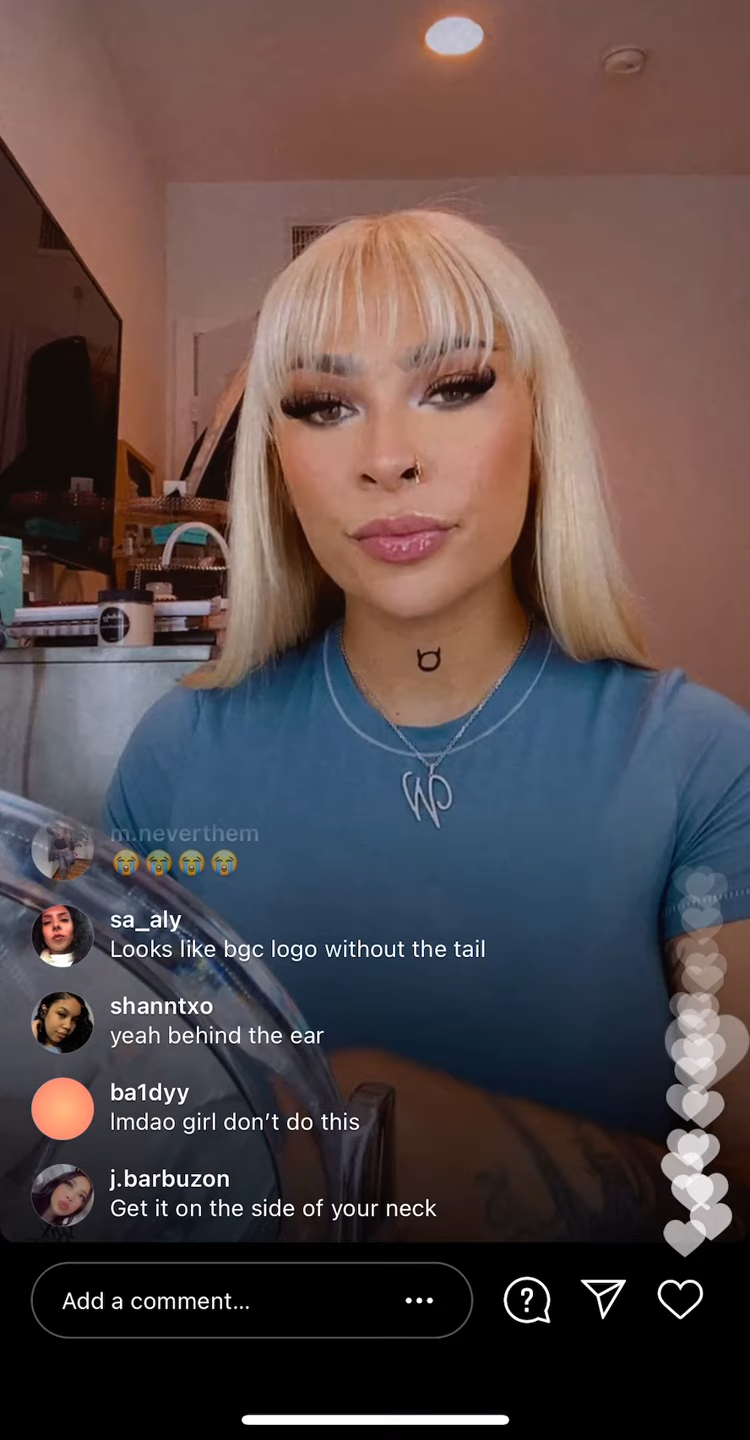 m.neverthem
😭😭😭😭
sa_aly
Looks like bgc logo without the tail
shanntxo
yeah behind the ear
ba1dyy
lmdao girl don’t do this
j.barbuzon
Get it on the side of your neck
Add a comment...